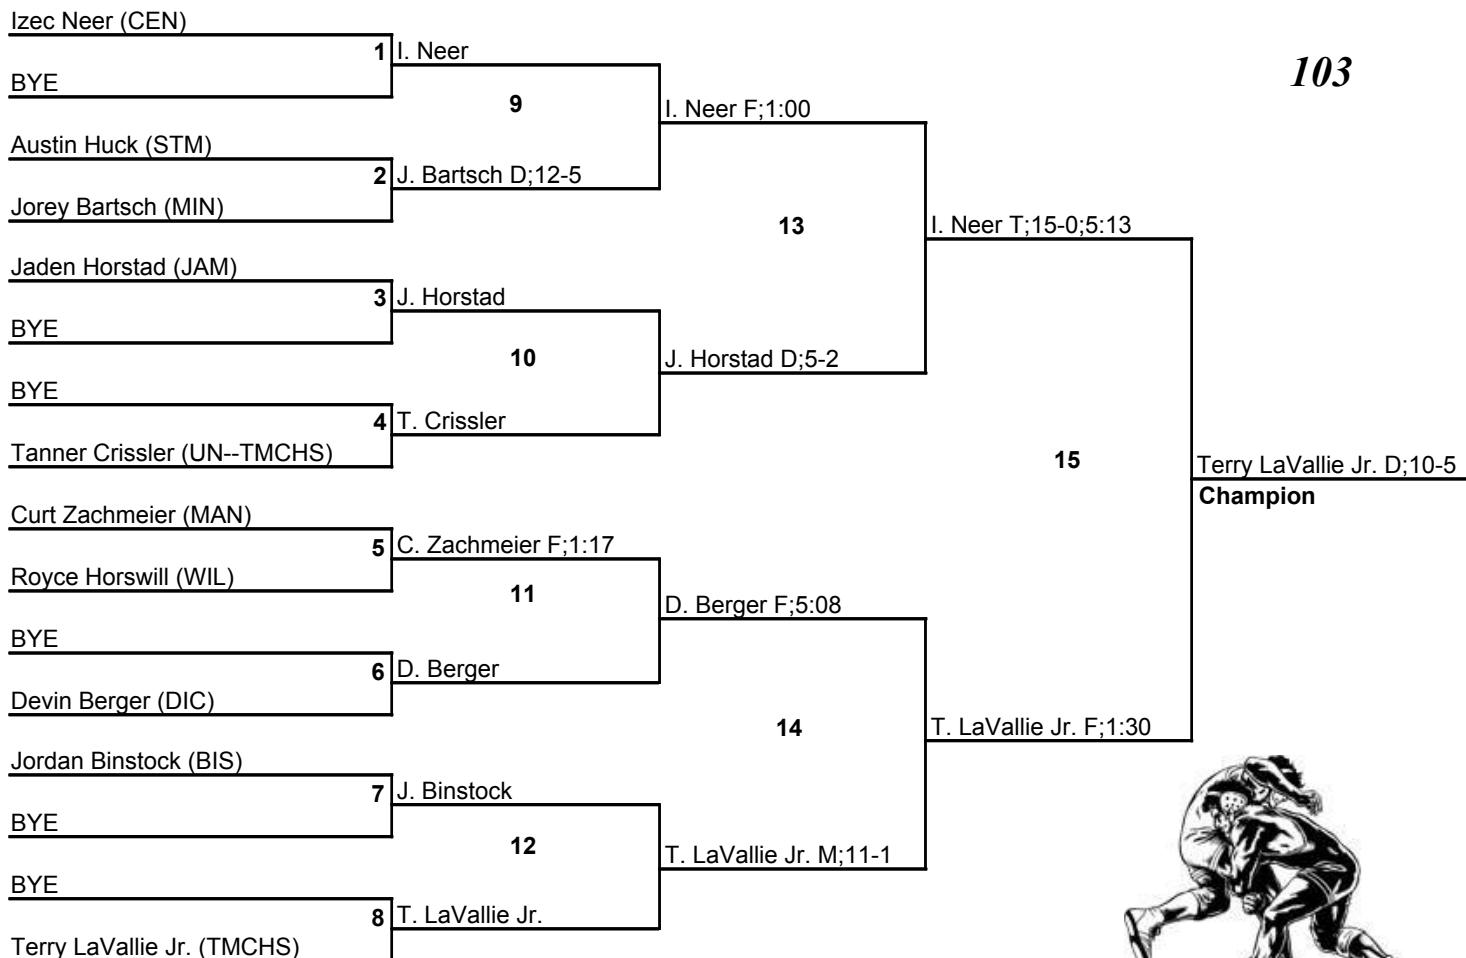 Izec Neer (CEN)
1 I. Neer
BYE
103
9
I. Neer F;1:00
Austin Huck (STM)
2 J. Bartsch D;12-5
Jorey Bartsch (MIN)
13
I. Neer T;15-0;5:13
Jaden Horstad (JAM)
3 J. Horstad
BYE
10
J. Horstad D;5-2
BYE
4 T. Crissler
Tanner Crissler (UN--TMCHS)
15
Terry LaVallie Jr. D;10-5
Champion
Curt Zachmeier (MAN)
5 C. Zachmeier F;1:17
Royce Horswill (WIL)
11
D. Berger F;5:08
BYE
6 D. Berger
Devin Berger (DIC)
14
T. LaVallie Jr. F;1:30
Jordan Binstock (BIS)
7 J. Binstock
BYE
12
T. LaVallie Jr. M;11-1
BYE
8 T. LaVallie Jr.
Terry LaVallie Jr. (TMCHS)